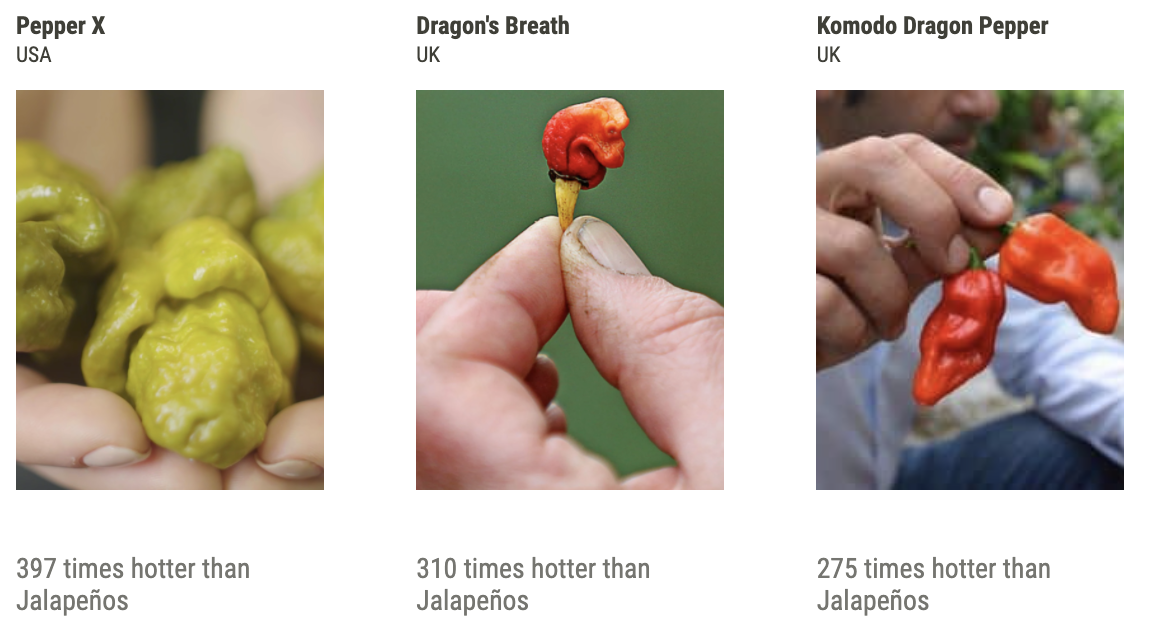 Pepper X
USA
Dragon's Breath
UK
Komodo Dragon Pepper
UK
397 times hotter than
Jalapeños
310 times hotter than
Jalapeños
275 times hotter than
Jalapeños